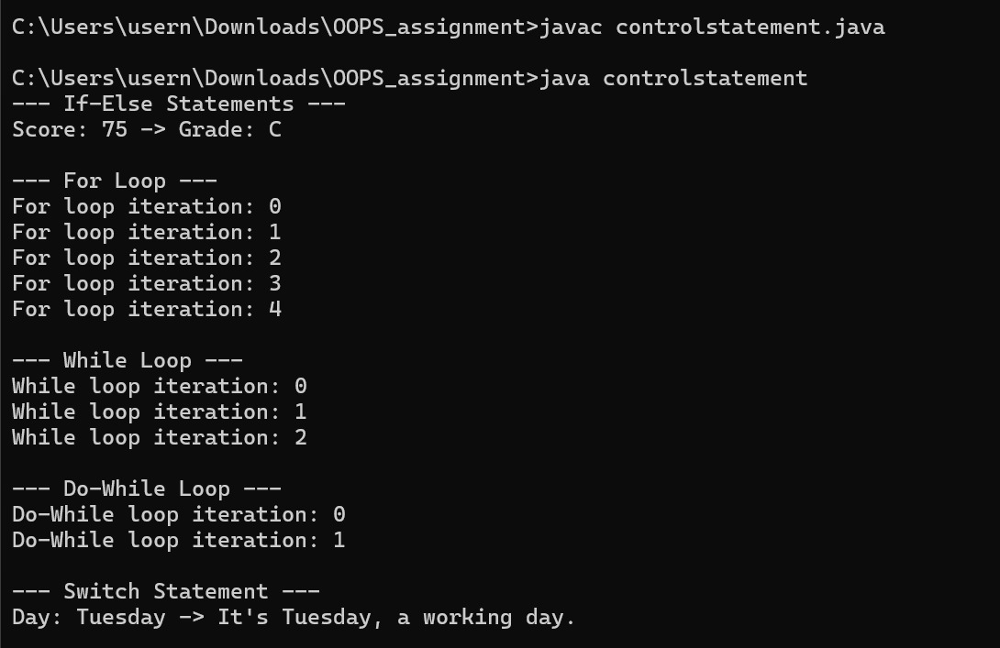 C:\Users\usern\Downloads\OOPS_assignment>javac controlstatement.java
C:\Users\usern\Downloads\OOPS_assignment>java controlstatement
--- If-Else Statements ---
Score: 75 -> Grade: C
--- For Loop ---
For loop iteration: 0
For loop iteration: 1
For loop iteration: 2
For loop iteration: 3
For loop iteration: 4
--- While Loop ---
While loop iteration: 0
While loop iteration: 1
While loop iteration: 2
--- Do-While Loop ---
Do-While loop iteration: 0
Do-While loop iteration: 1
--- Switch Statement ---
Day: Tuesday -> It's Tuesday, a working day.